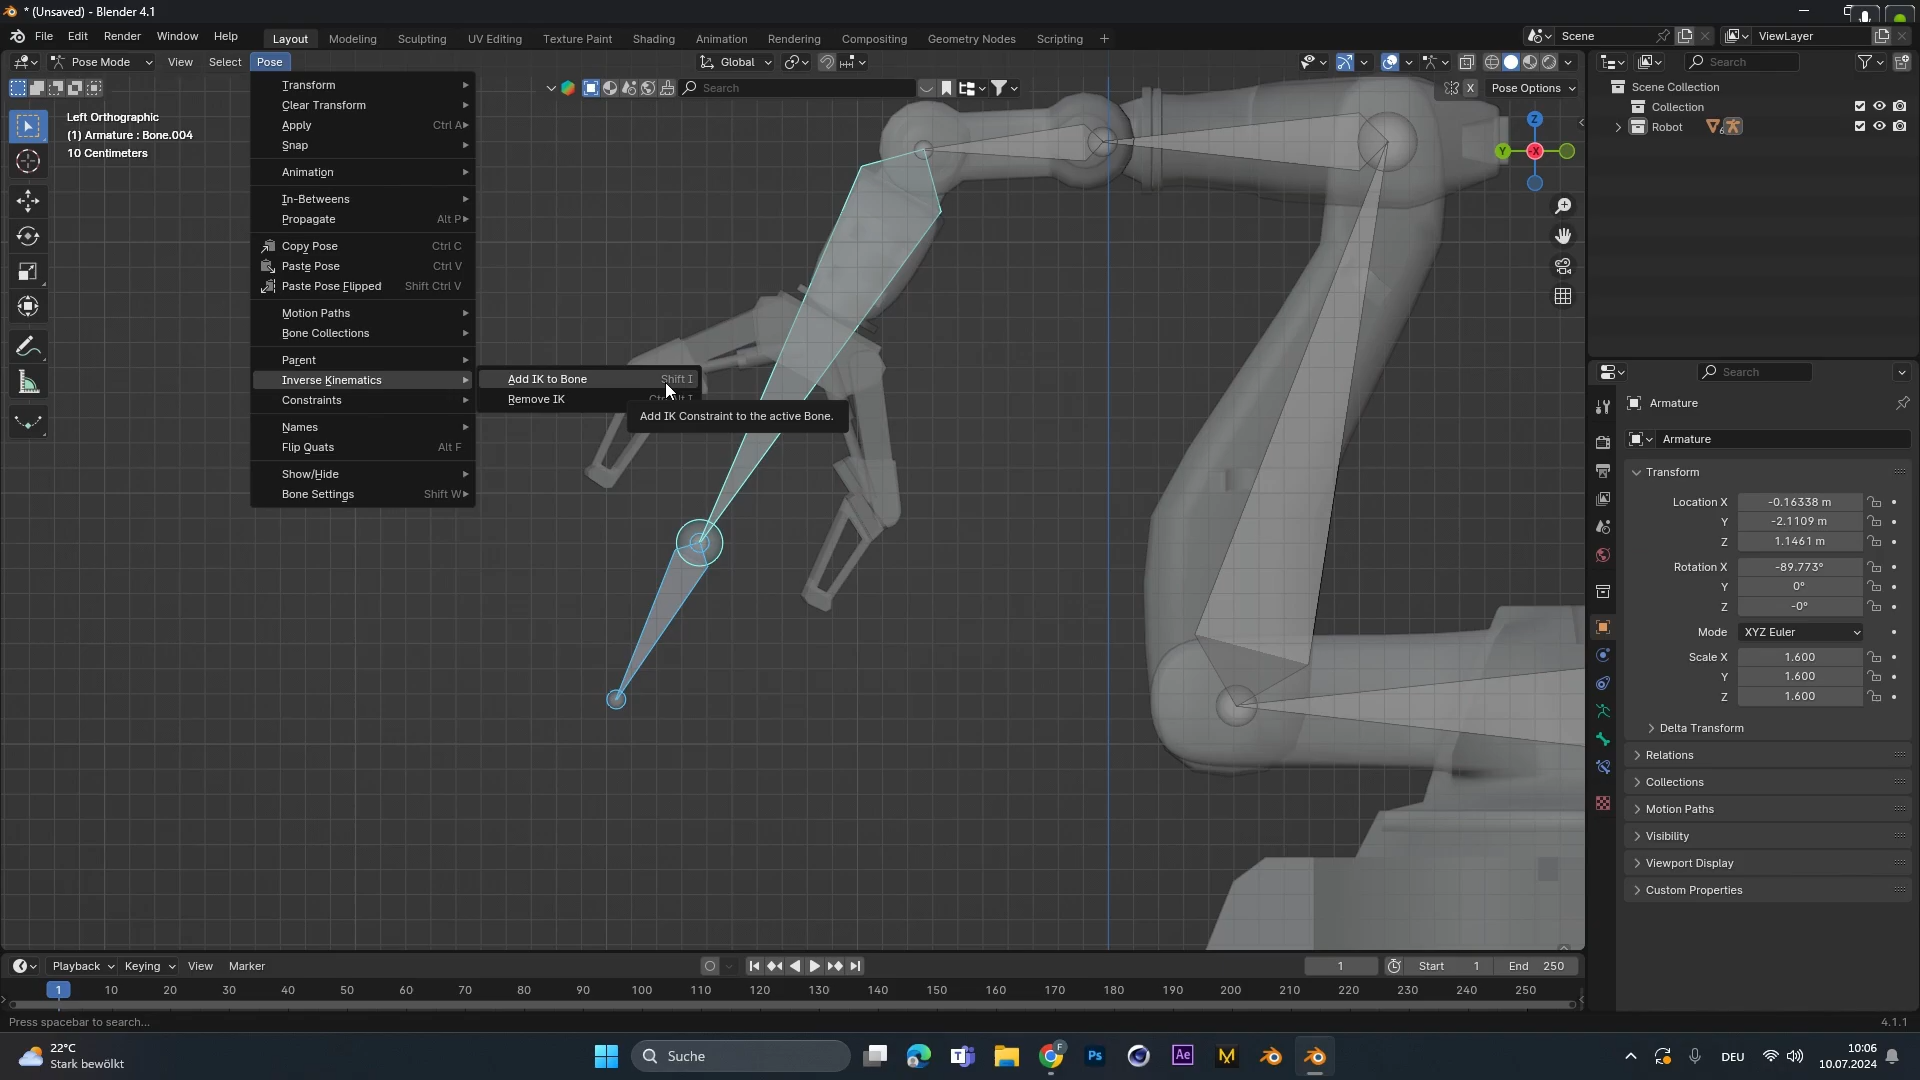 * (Unsaved) - Blender 4.1
File Edit Render Window Help
Layout Modeling Sculpting UV Editing Texture Paint Shading Animation Rendering Compositing Geometry Nodes Scripting +
Scene
ViewLayer
Pose Mode View Select Pose
Global
Search
X
Pose Options
Search
Left Orthographic
(1) Armature : Bone.004
10 Centimeters
Transform
Clear Transform
Apply Ctrl A
Snap
Animation
In-Betweens
Propagate Alt P
Copy Pose Ctrl C
Paste Pose Ctrl V
Paste Pose Flipped Shift Ctrl V
Motion Paths
Bone Collections
Parent
Inverse Kinematics
Constraints
Names
Flip Quats Alt F
Show/Hide
Bone Settings Shift W
Add IK to Bone Shift I
Remove IK
Add IK Constraint to the active Bone.
Z
Y
-X
Scene Collection
Collection
Robot
Search
Armature
Armature
Transform
Location X -0.16338 m
Y -2.1109 m
Z 1.1461 m
Rotation X -89.773°
Y 0°
Z -0°
Mode XYZ Euler
Scale X 1.600
Y 1.600
Z 1.600
Delta Transform
Relations
Collections
Motion Paths
Visibility
Viewport Display
Custom Properties
Playback Keying View Marker
1 Start 1 End 250
1 10 20 30 40 50 60 70 80 90 100 110 120 130 140 150 160 170 180 190 200 210 220 230 240 250
Press spacebar to search...
4.1.1
22°C
Stark bewölkt
Suche
F
Ps
Ae
M
DEU
10:06
10.07.2024